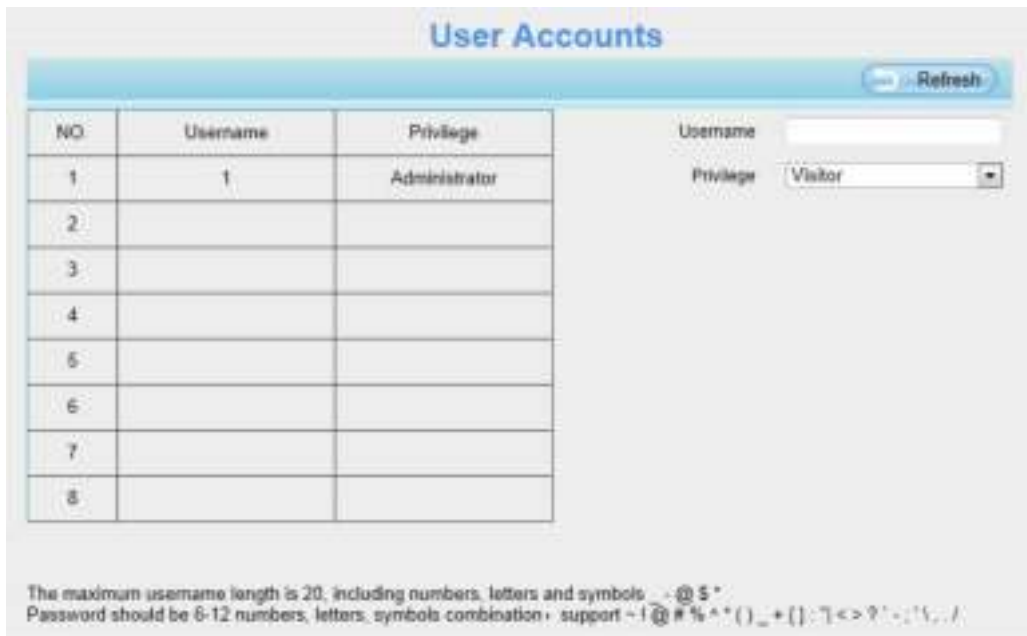 User Accounts
Refresh
NO. Username Privilege
1 1 Administrator
2
3
4
5
6
7
8
Username
Privilege Visitor
The maximum username length is 20, including numbers, letters and symbols _ - @ $ *
Password should be 6-12 numbers, letters, symbols combination, support ~ ! @ # % ^ * ( ) _ + { } : " | < > ?